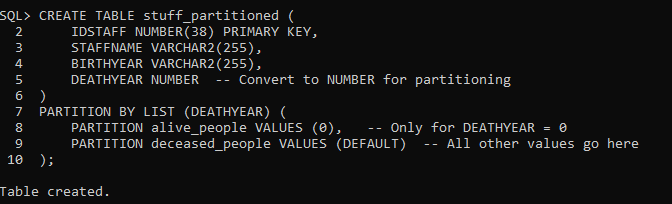 SQL> CREATE TABLE stuff_partitioned (
  2      IDSTAFF NUMBER(38) PRIMARY KEY,
  3      STAFFNAME VARCHAR2(255),
  4      BIRTHYEAR VARCHAR2(255),
  5      DEATHYEAR NUMBER  -- Convert to NUMBER for partitioning
  6  )
  7  PARTITION BY LIST (DEATHYEAR) (
  8      PARTITION alive_people VALUES (0),   -- Only for DEATHYEAR = 0
  9      PARTITION deceased_people VALUES (DEFAULT)  -- All other values go here
 10  );
Table created.